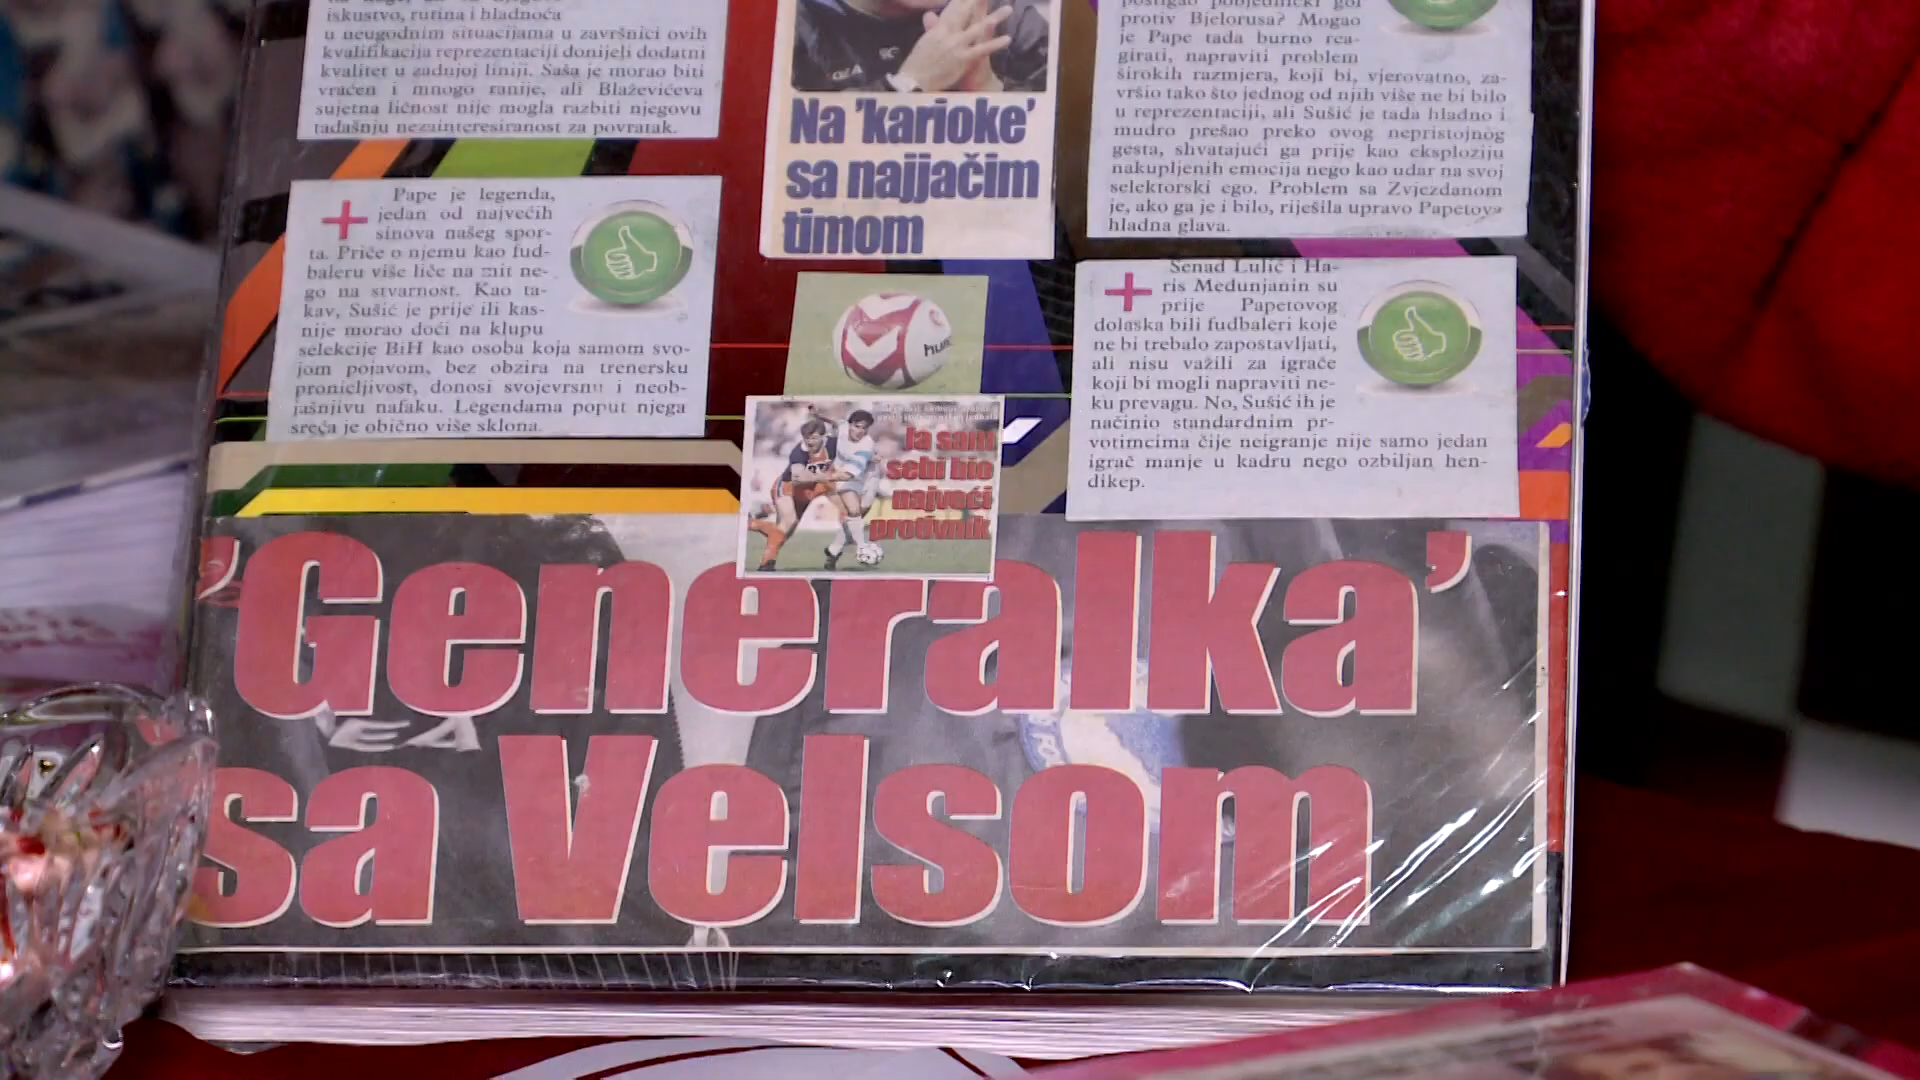 iskustvo, rutina i hladnoća
u neugodnim situacijama u završnici ovih
kvalifikacija reprezentaciji donijeli dodatni
kvalitet u zadnjoj liniji. Saša je morao biti
vraćen i mnogo ranije, ali Blaževićeva
sujetna ličnost nije mogla razbiti njegovu
tadašnju nezainteresiranost za povratak.
+ Pape je legenda,
jedan od najvećih
sinova našeg spor-
ta. Priče o njemu kao fud-
baleru više liče na mit ne-
go na stvarnost. Kao ta-
kav, Sušić je prije ili kas-
nije morao doći na klupu
selekcije BiH kao osoba koja samom svo-
jom pojavom, bez obzira na trenersku
pronicljivost, donosi svojevrsnu i neob-
jašnjivu nafaku. Legendama poput njega
sreća je obično više sklona.
Na 'karioke'
sa najjačim
timom
hum
Ja sam
sebi bio
najveći
protivnik
postigao pobjednički gol
protiv Bjelorusa? Mogao
je Pape tada burno rea-
girati, napraviti problem
širokih razmjera, koji bi, vjerovatno, za-
vršio tako što jednog od njih više ne bi bilo
u reprezentaciji, ali Sušić je tada hladno i
mudro prešao preko ovog nepristojnog
gesta, shvatajući ga prije kao eksploziju
nakupljenih emocija nego kao udar na svoj
selektorski ego. Problem sa Zvjezdanom
je, ako ga je i bilo, riješila upravo Papetova
hladna glava.
+ Senad Lulić i Ha-
ris Medunjanin su
prije Papetovog
dolaska bili fudbaleri koje
ne bi trebalo zapostavljati,
ali nisu važili za igrače
koji bi mogli napraviti ne-
ku prevagu. No, Sušić ih je
načinio standardnim pr-
votimcima čije neigranje nije samo jedan
igrač manje u kadru nego ozbiljan hen-
dikep.
'Generalka'
sa Velsom